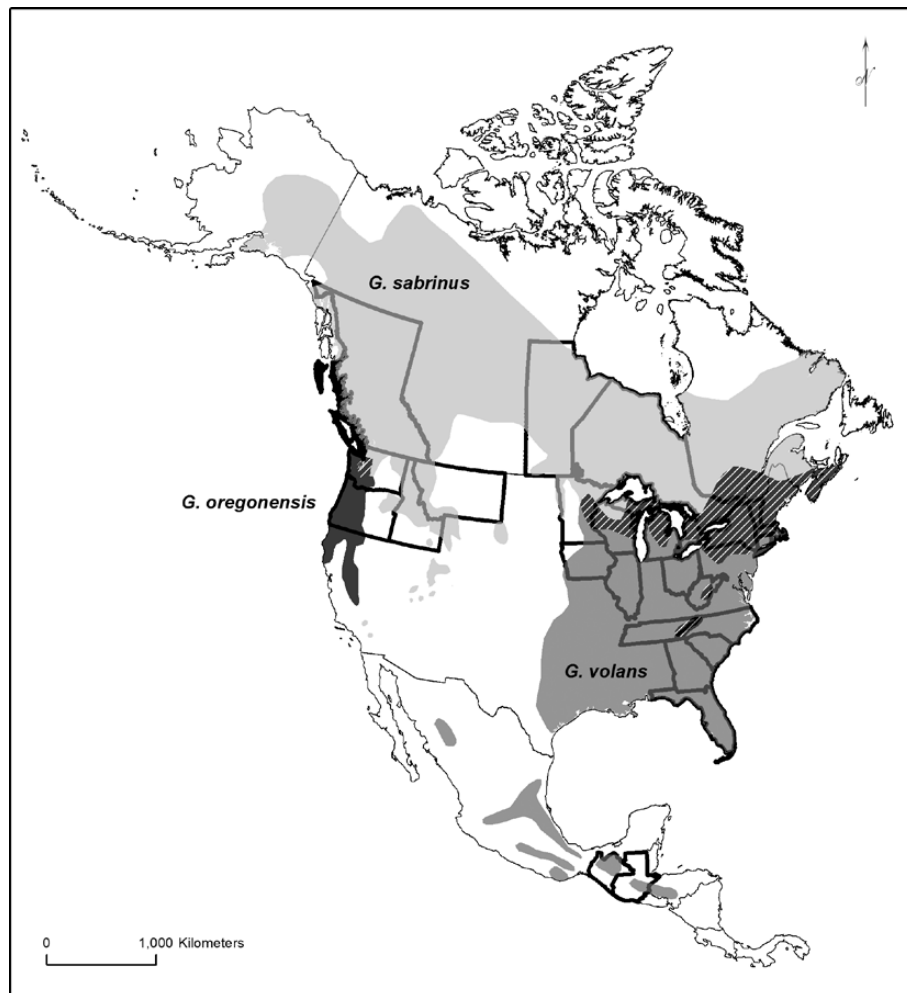 N
G. sabrinus
G. oregonensis
G. volans
0 1,000 Kilometers